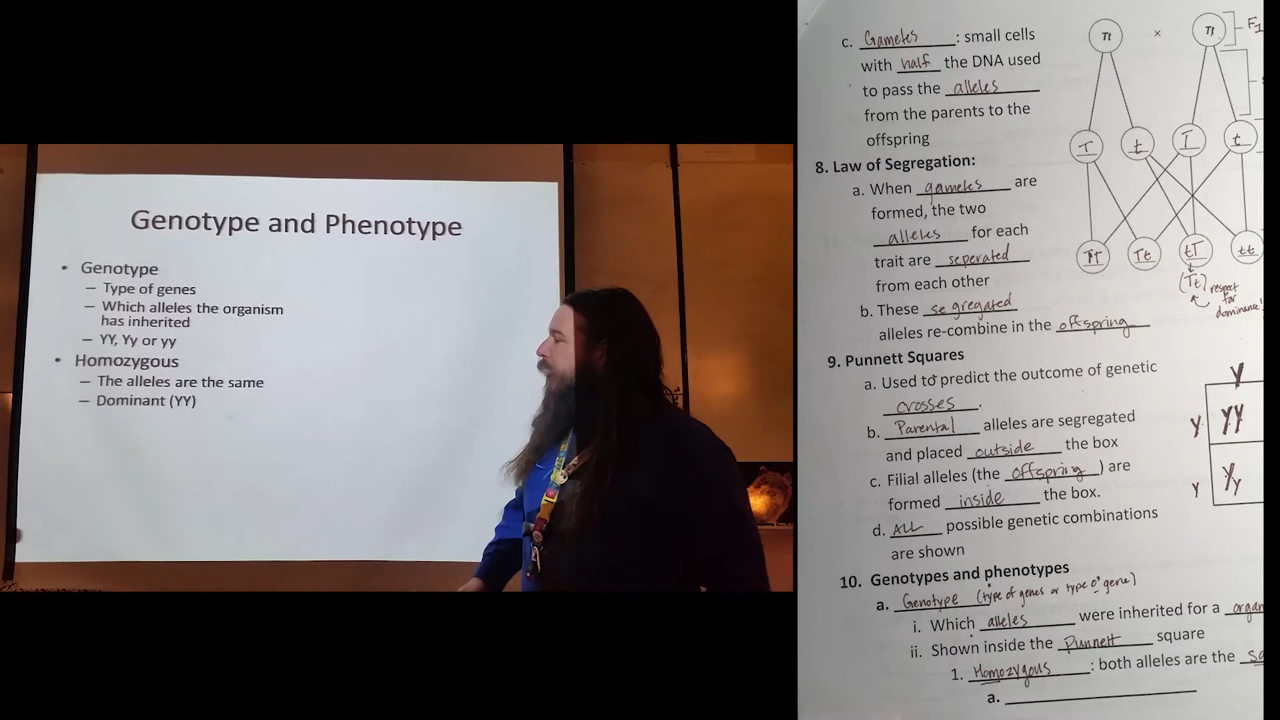 Genotype and Phenotype
• Genotype
– Type of genes
– Which alleles the organism
has inherited
– YY, Yy or yy
• Homozygous
– The alleles are the same
– Dominant (YY)
c. Gametes : small cells
with half the DNA used
to pass the alleles
from the parents to the
offspring
8. Law of Segregation:
a. When gametes are
formed, the two
alleles for each
trait are seperated
from each other
b. These segregated
alleles re-combine in the offspring
9. Punnett Squares
a. Used to predict the outcome of genetic
crosses.
b. Parental alleles are segregated
and placed outside the box
c. Filial alleles (the offspring) are
formed inside the box.
d. ALL possible genetic combinations
are shown
10. Genotypes and phenotypes
a. Genotype (type of genes or type o' gene)
i. Which alleles were inherited for a organ
ii. Shown inside the Punnett square
1. Homozygous : both alleles are the sa
a.
Tt × Tt F1
T t T t
TT Tt tT tt
(Tt) respect
for
dominance!
Y
Y YY
y Yy